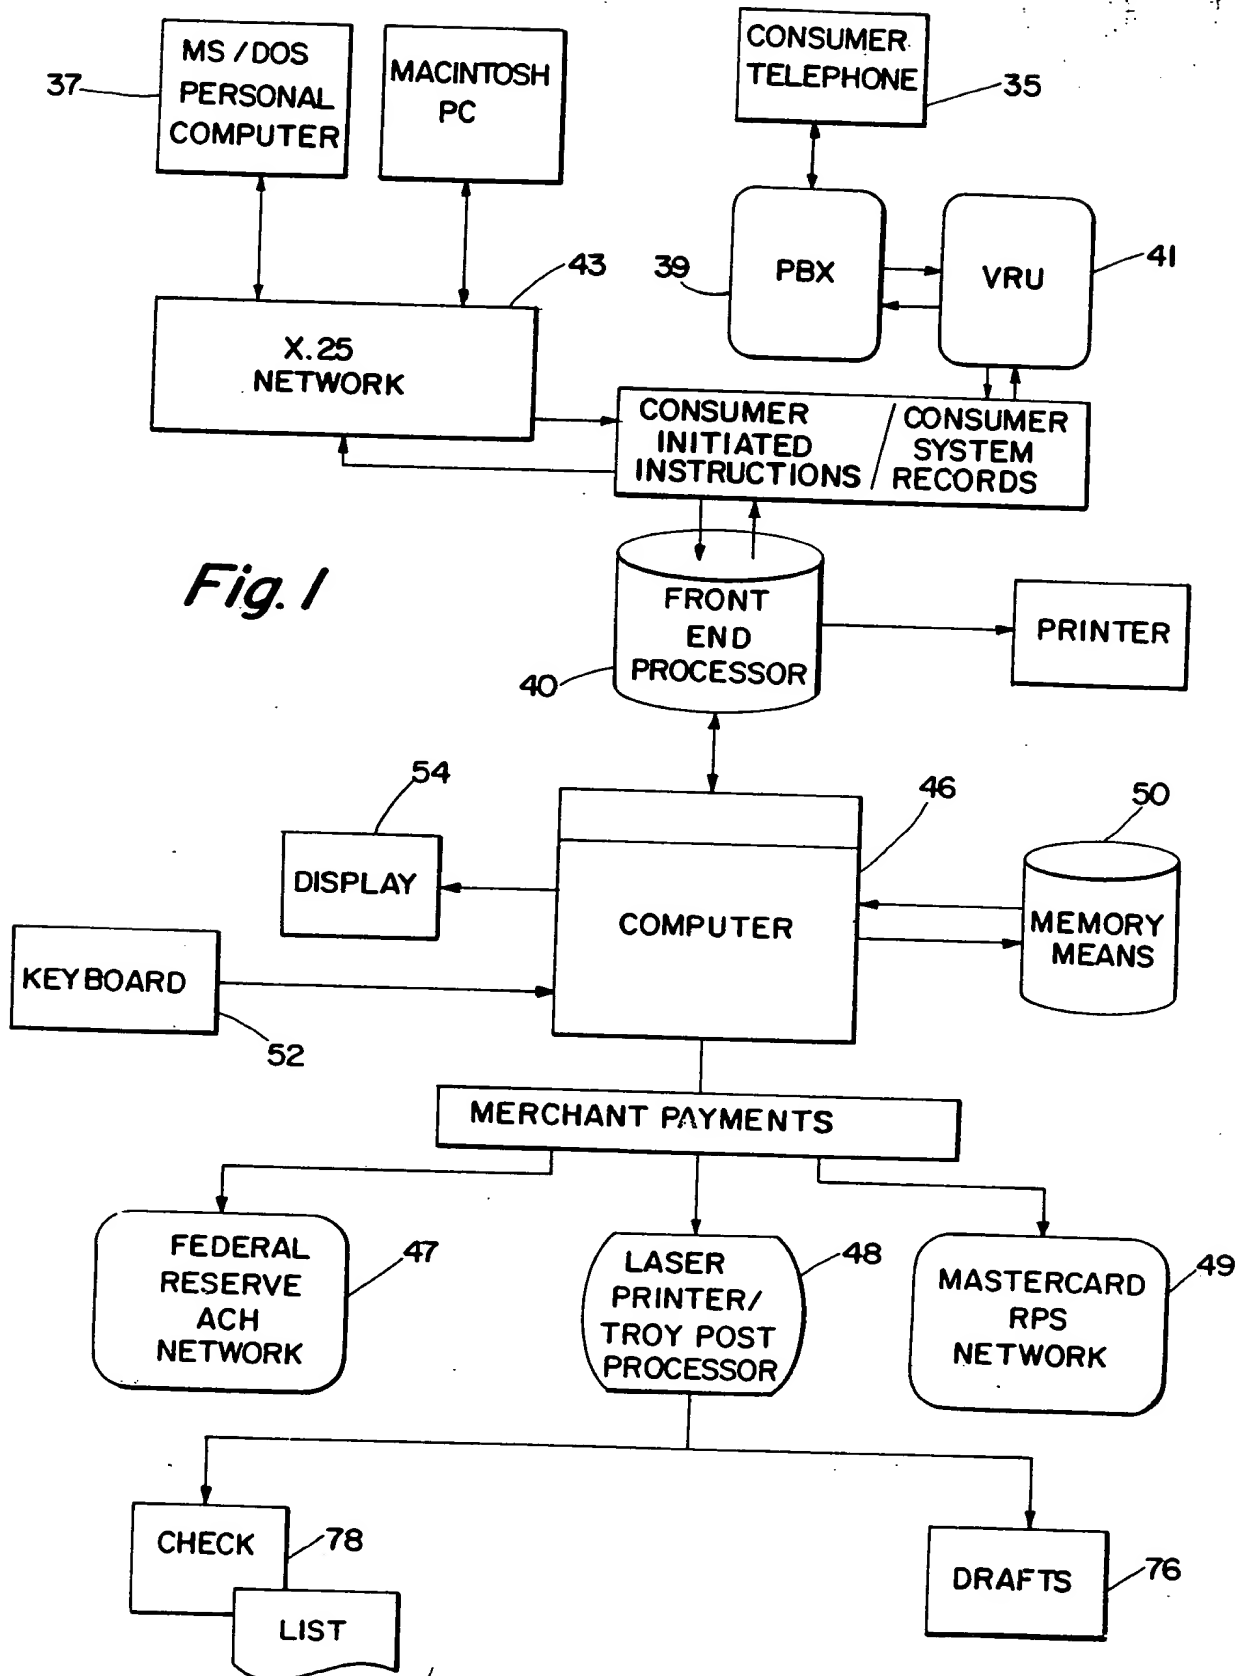 MS/DOS
PERSONAL
COMPUTER
37
MACINTOSH
PC
CONSUMER
TELEPHONE
35
43
39
PBX
VRU
41
X.25
NETWORK
CONSUMER
INITIATED
INSTRUCTIONS
/
CONSUMER
SYSTEM
RECORDS
Fig. 1
FRONT
END
PROCESSOR
40
PRINTER
54
46
50
DISPLAY
COMPUTER
MEMORY
MEANS
KEYBOARD
52
MERCHANT PAYMENTS
FEDERAL
RESERVE
ACH
NETWORK
47
LASER
PRINTER/
TROY POST
PROCESSOR
48
MASTERCARD
RPS
NETWORK
49
CHECK
78
LIST
DRAFTS
76